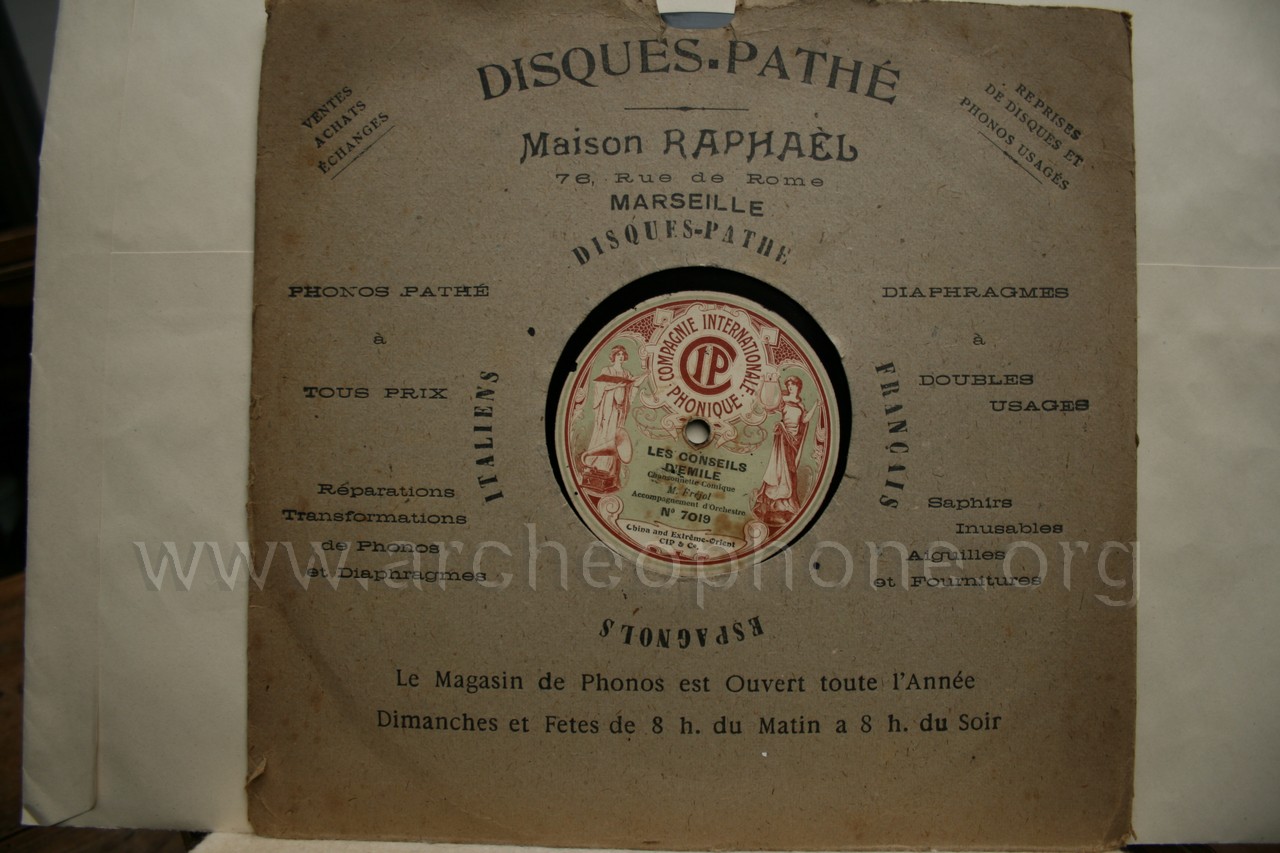 DISQUES-PATHÉ
VENTES
ACHATS
ÉCHANGES
REPRISES
DE DISQUES ET
PHONOS USAGÉS
Maison RAPHAËL
76, Rue de Rome
MARSEILLE
DISQUES-PATHE
PHONOS PATHÉ
à
TOUS PRIX
Réparations
Transformations
de Phonos
et Diaphragmes
ITALIENS
COMPAGNIE INTERNATIONALE
PHONIQUE
CIP
LES CONSEILS
D'EMILE
Chansonnette Comique
M. Fréjol
Accompagnement d'Orchestre
Nº 7019
China and Extrême-Orient
CIP & Co.
FRANÇAIS
DIAPHRAGMES
à
DOUBLES
USAGES
Saphirs
Inusables
Aiguilles
et Fournitures
www.archeophone.org
ESPAGNOLS
Le Magasin de Phonos est Ouvert toute l'Année
Dimanches et Fetes de 8 h. du Matin a 8 h. du Soir